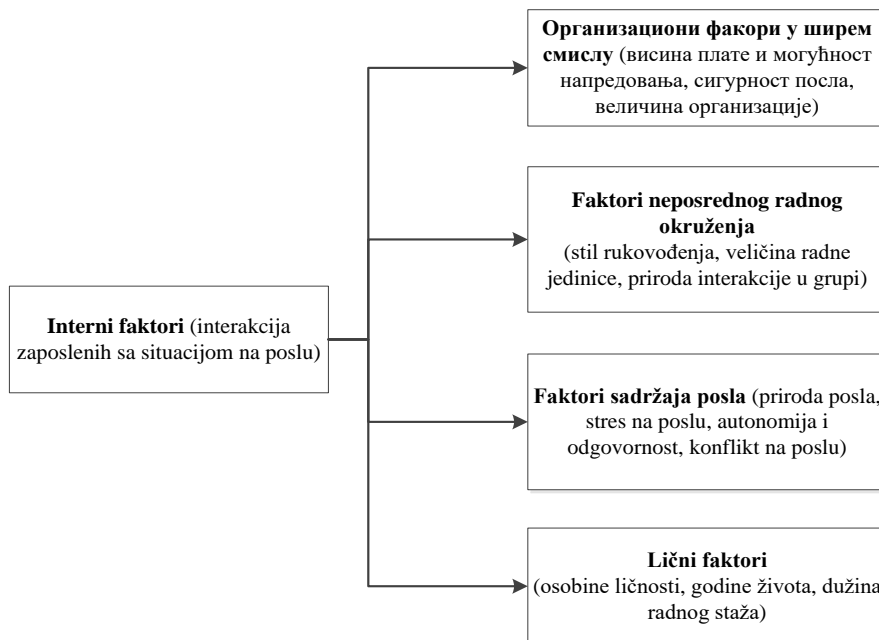 Организациони факори у ширем
смислу (висина плате и могућност
напредовања, сигурност посла,
величина организације)
Faktori neposrednog radnog
okruženja
(stil rukovođenja, veličina radne
jedinice, priroda interakcije u grupi)
Interni faktori (interakcija
zaposlenih sa situacijom na poslu)
Faktori sadržaja posla (priroda posla,
stres na poslu, autonomija i
odgovornost, konflikt na poslu)
Lični faktori
(osobine ličnosti, godine života, dužina
radnog staža)